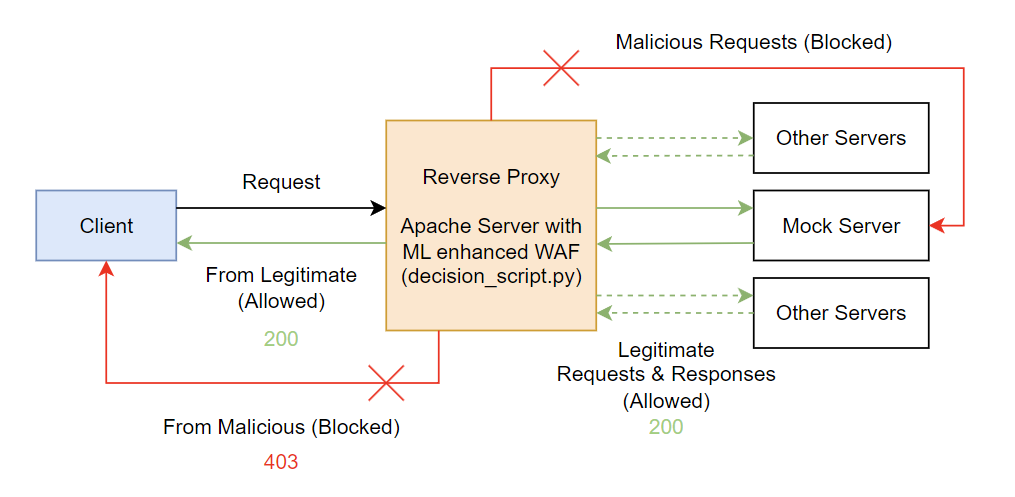 Malicious Requests (Blocked)
Other Servers
Reverse Proxy
Request
Apache Server with
ML enhanced WAF
(decision_script.py)
Client
Mock Server
From Legitimate
(Allowed)
200
Other Servers
Legitimate
Requests & Responses
(Allowed)
200
From Malicious (Blocked)
403